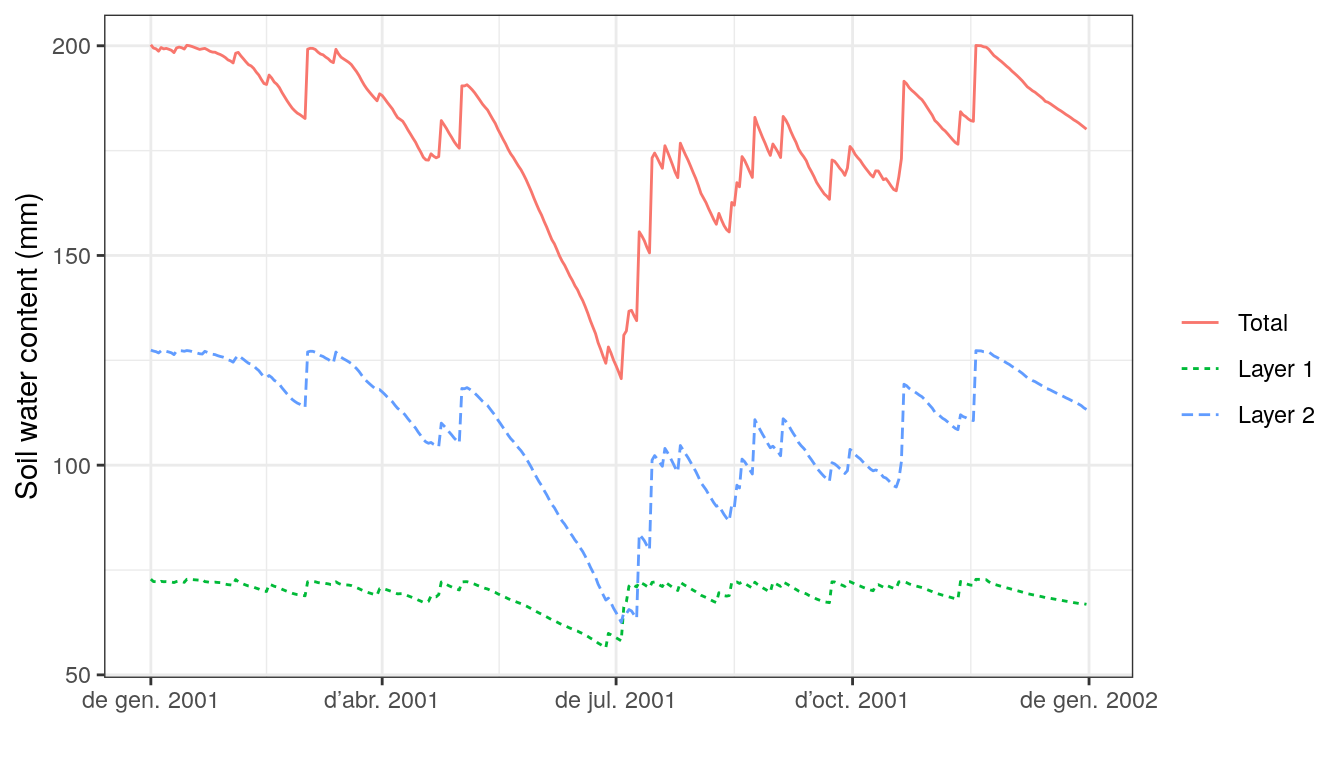 Soil water content (mm)
200
150
100
50
de gen. 2001 d’abr. 2001 de jul. 2001 d’oct. 2001 de gen. 2002
Total
Layer 1
Layer 2